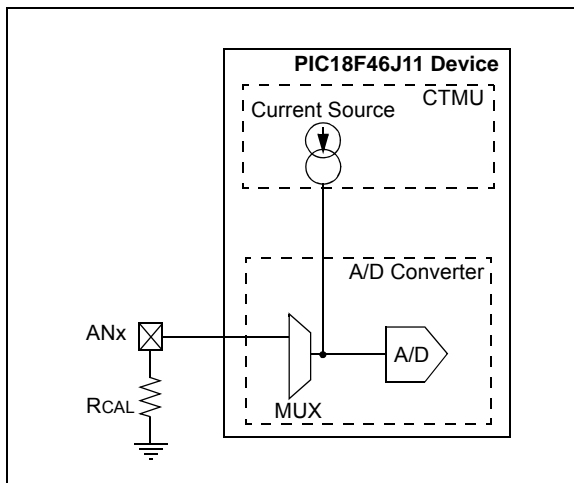 PIC18F46J11 Device
CTMU
Current Source
A/D Converter
ANx
A/D
RCAL
MUX